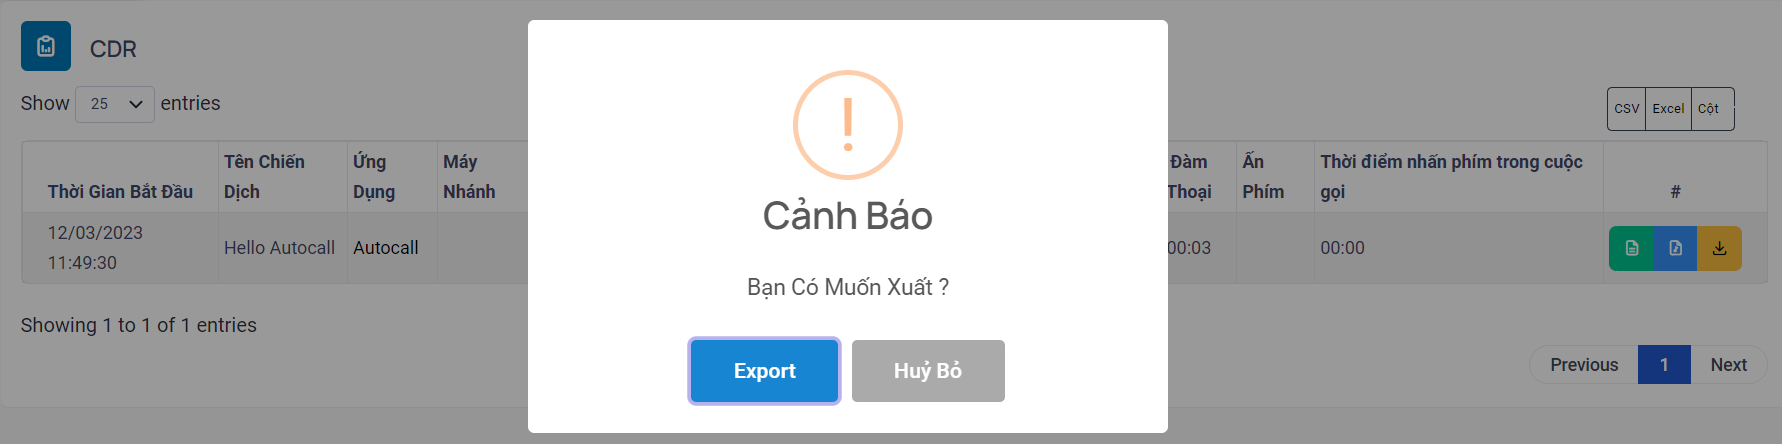 CDR
Show 25 entries
CSV Excel Cột
Thời Gian Bắt Đầu
Tên Chiến
Dịch
Ứng
Dụng
Máy
Nhánh
Đàm
Thoại
Ấn
Phím
Thời điểm nhấn phím trong cuộc
gọi
#
12/03/2023
11:49:30
Hello Autocall
Autocall
00:03
00:00
Showing 1 to 1 of 1 entries
Previous 1 Next
!
Cảnh Báo
Bạn Có Muốn Xuất ?
Export
Huỷ Bỏ